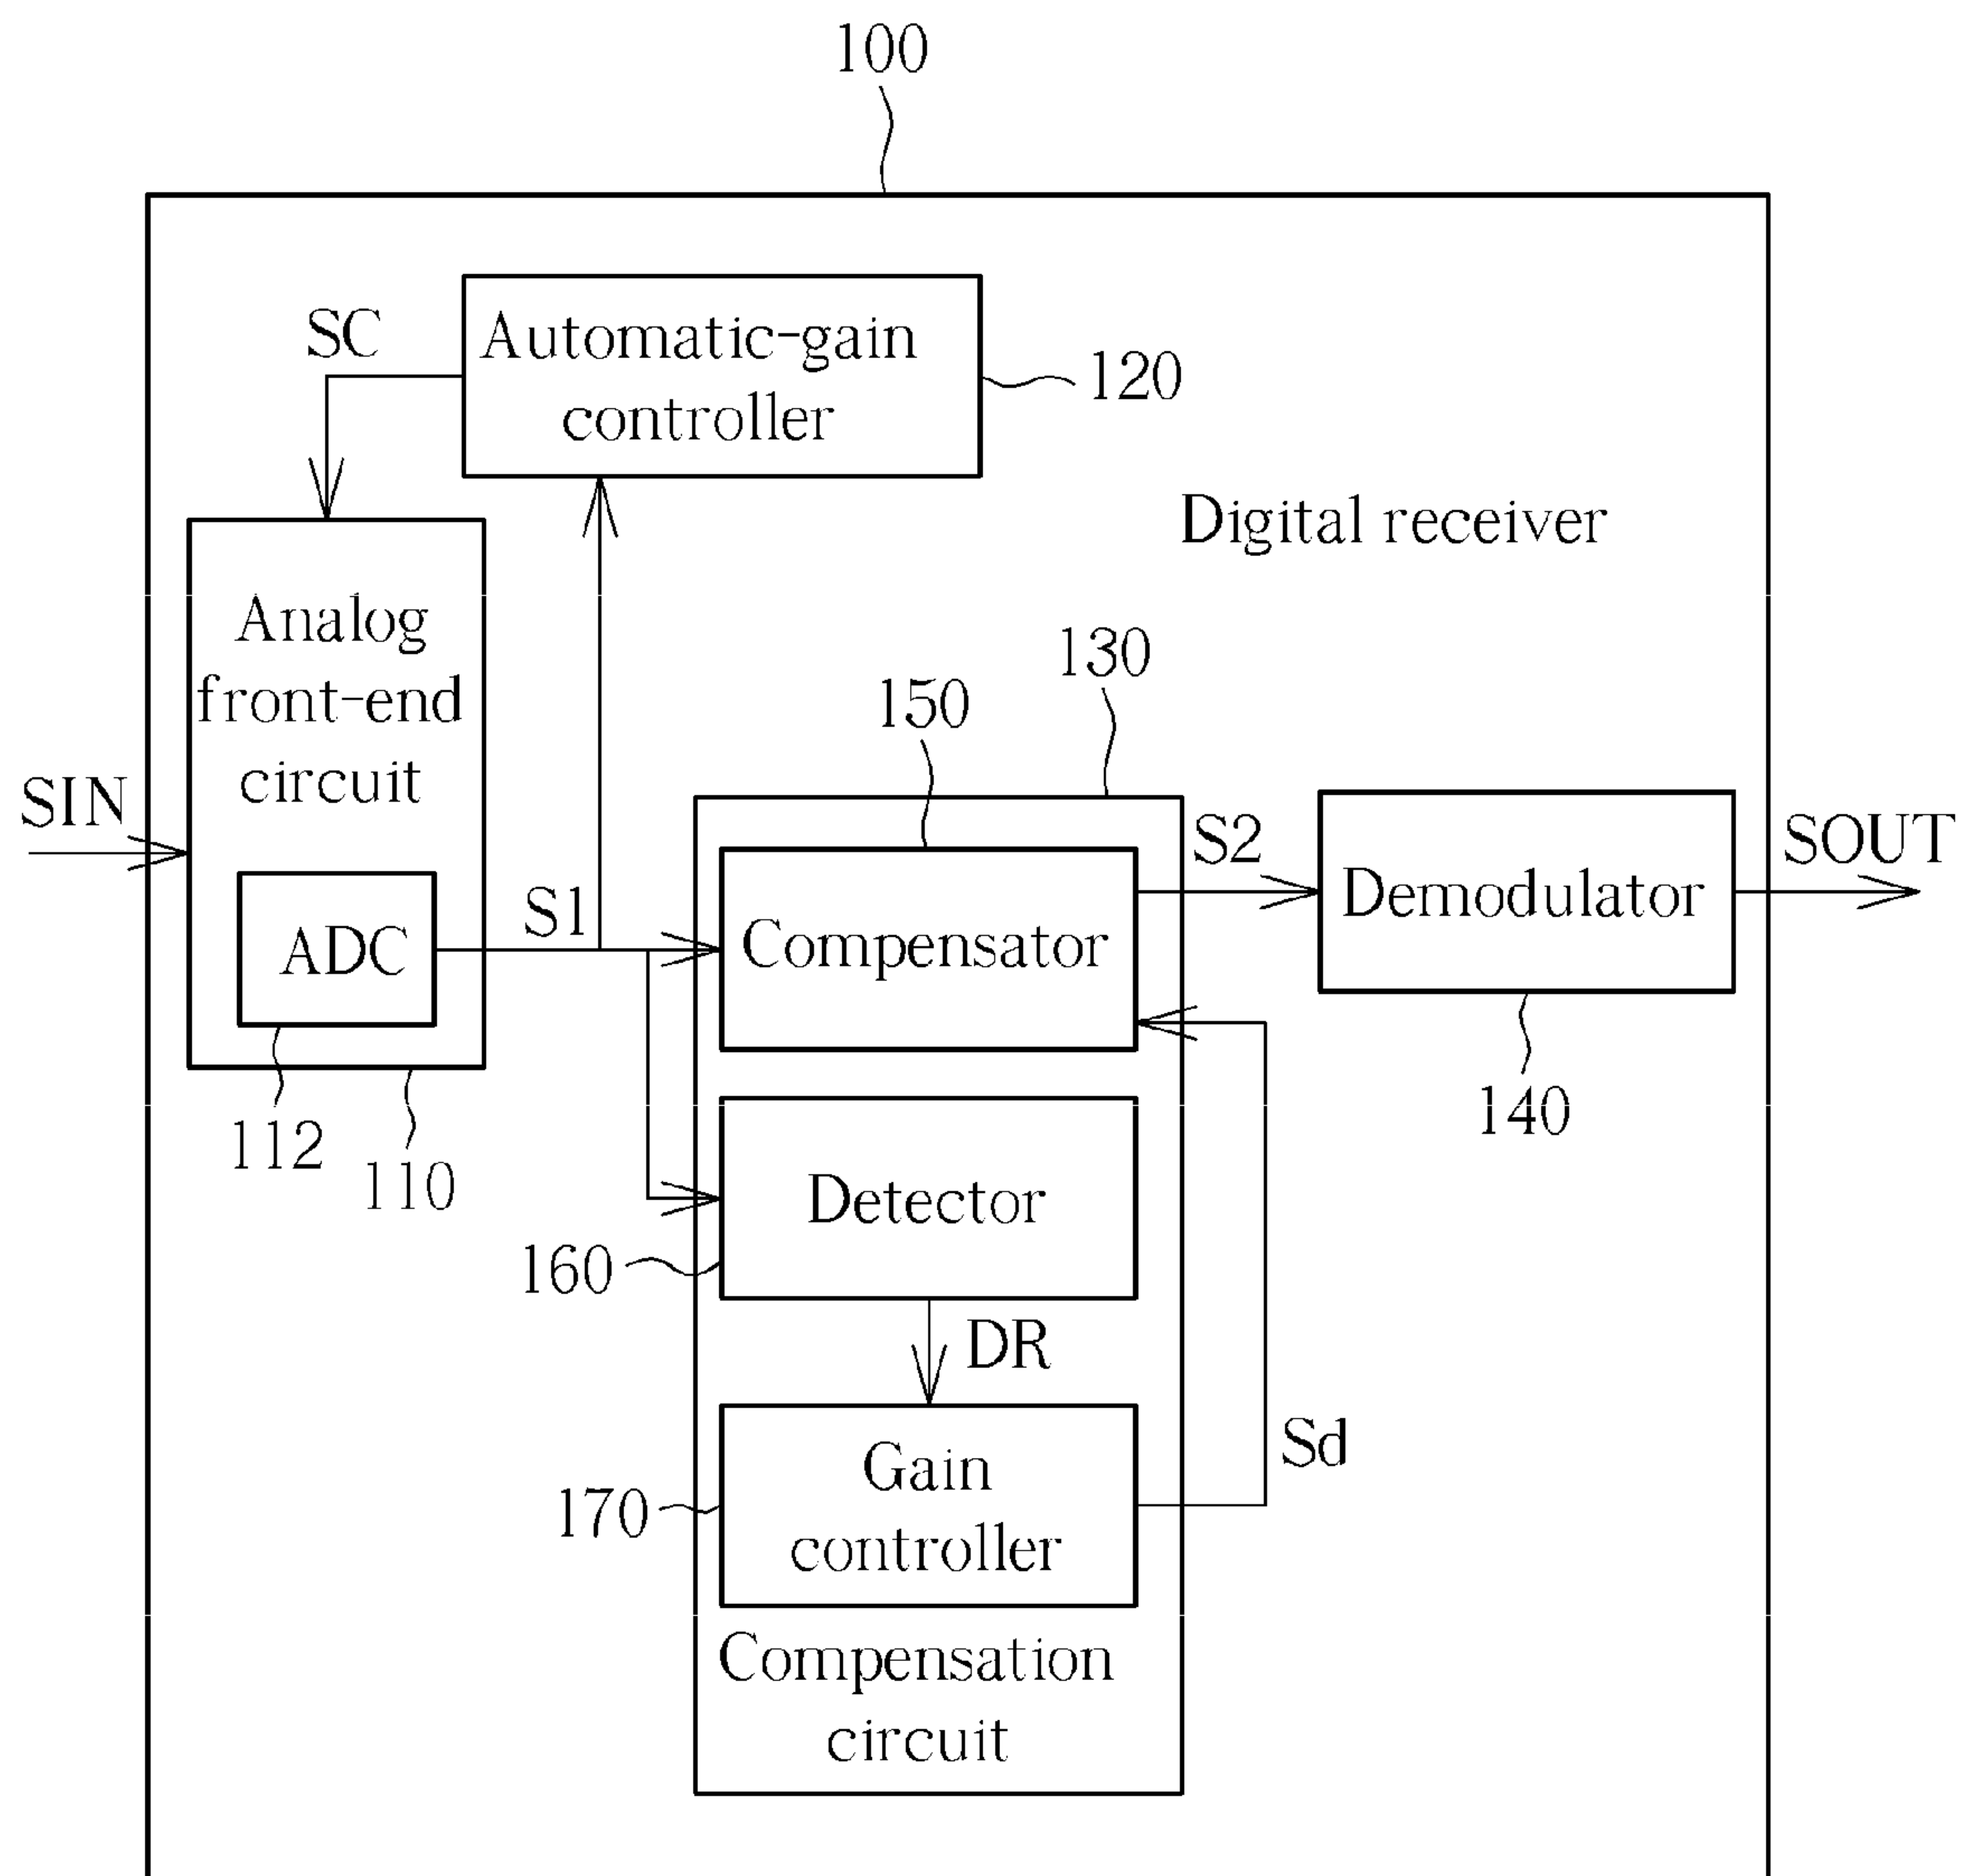 100
SC
Automatic-gain
controller
120
Digital receiver
Analog
front-end
circuit
130
150
SIN
S2
SOUT
S1
Demodulator
ADC
Compensator
140
112
110
Detector
160
DR
Gain
controller
Sd
170
Compensation
circuit